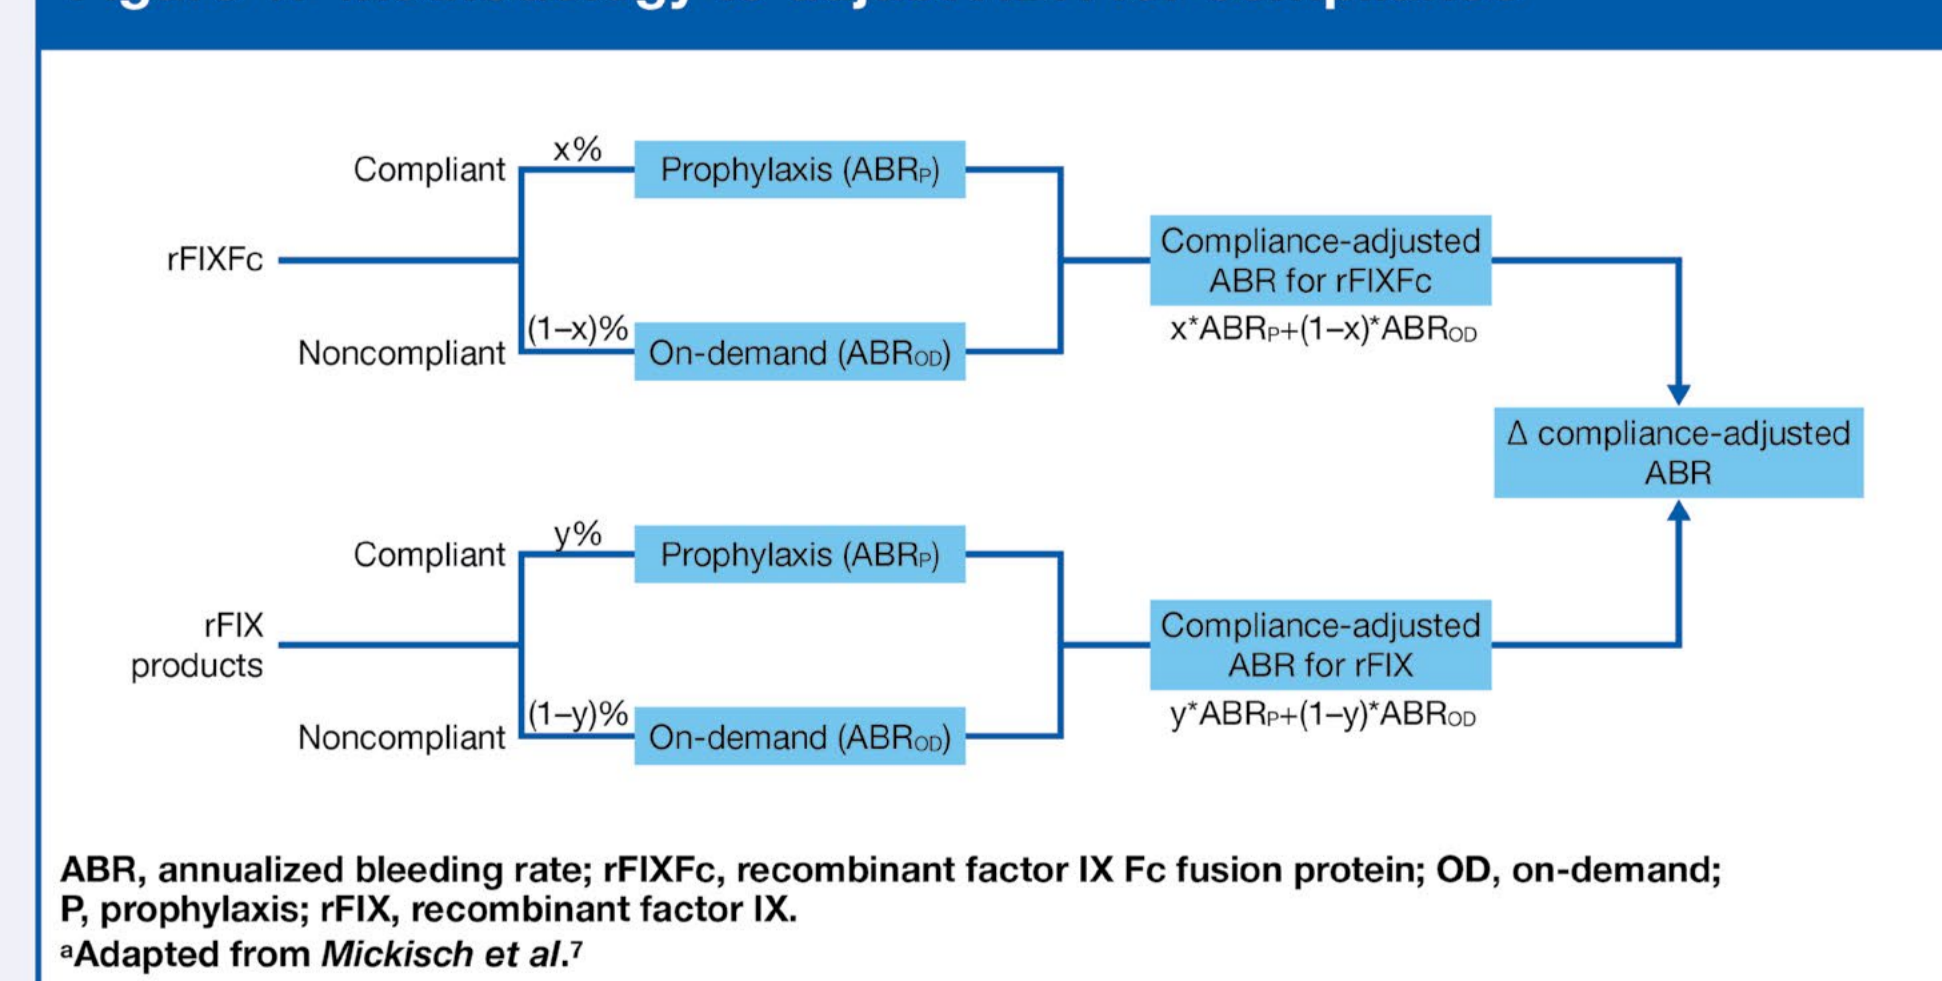 Compliant
x%
Prophylaxis (ABRP)
rFIXFc
Noncompliant
(1–x)%
On-demand (ABROD)
Compliance-adjusted
ABR for rFIXFc
x*ABRP+(1–x)*ABROD
Δ compliance-adjusted
ABR
Compliant
y%
Prophylaxis (ABRP)
rFIX
products
Noncompliant
(1–y)%
On-demand (ABROD)
Compliance-adjusted
ABR for rFIX
y*ABRP+(1–y)*ABROD
ABR, annualized bleeding rate; rFIXFc, recombinant factor IX Fc fusion protein; OD, on-demand;
P, prophylaxis; rFIX, recombinant factor IX.
aAdapted from Mickisch et al.7